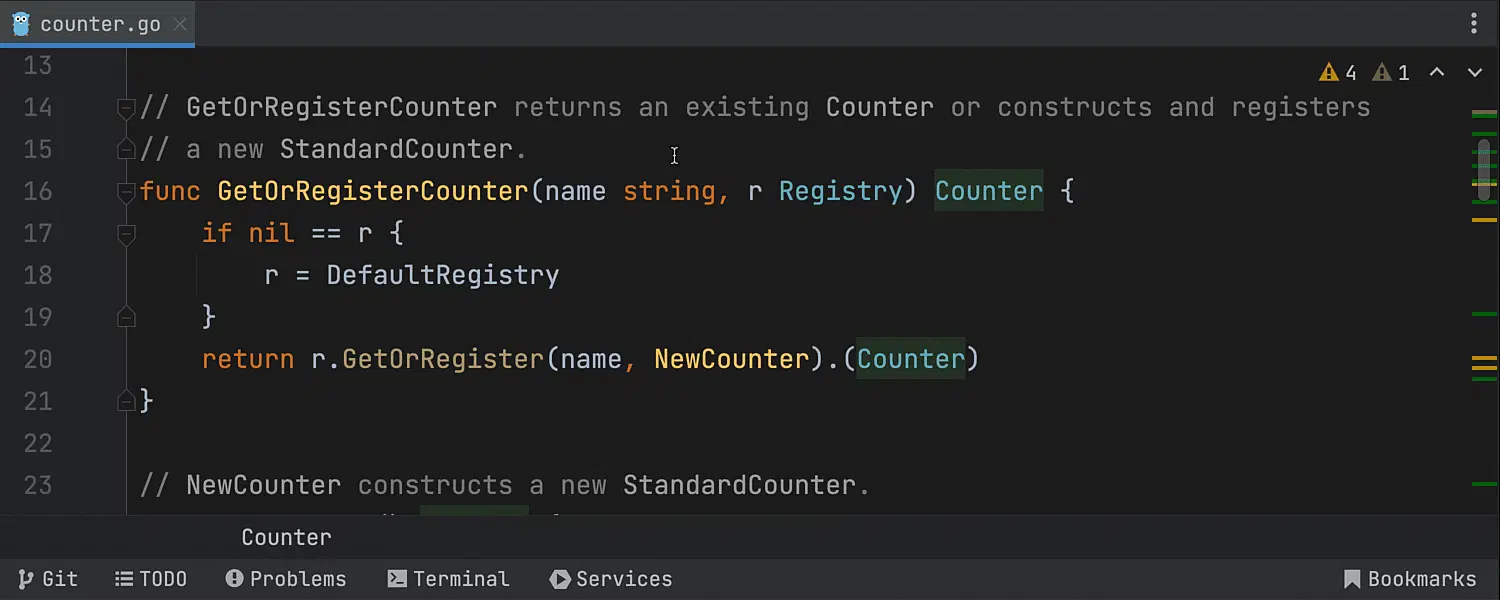 counter.go
4 1
13
14 // GetOrRegisterCounter returns an existing Counter or constructs and registers
15 // a new StandardCounter.
16 func GetOrRegisterCounter(name string, r Registry) Counter {
17 if nil == r {
18 r = DefaultRegistry
19 }
20 return r.GetOrRegister(name, NewCounter).(Counter)
21 }
22
23 // NewCounter constructs a new StandardCounter.
Counter
Git TODO Problems Terminal Services Bookmarks